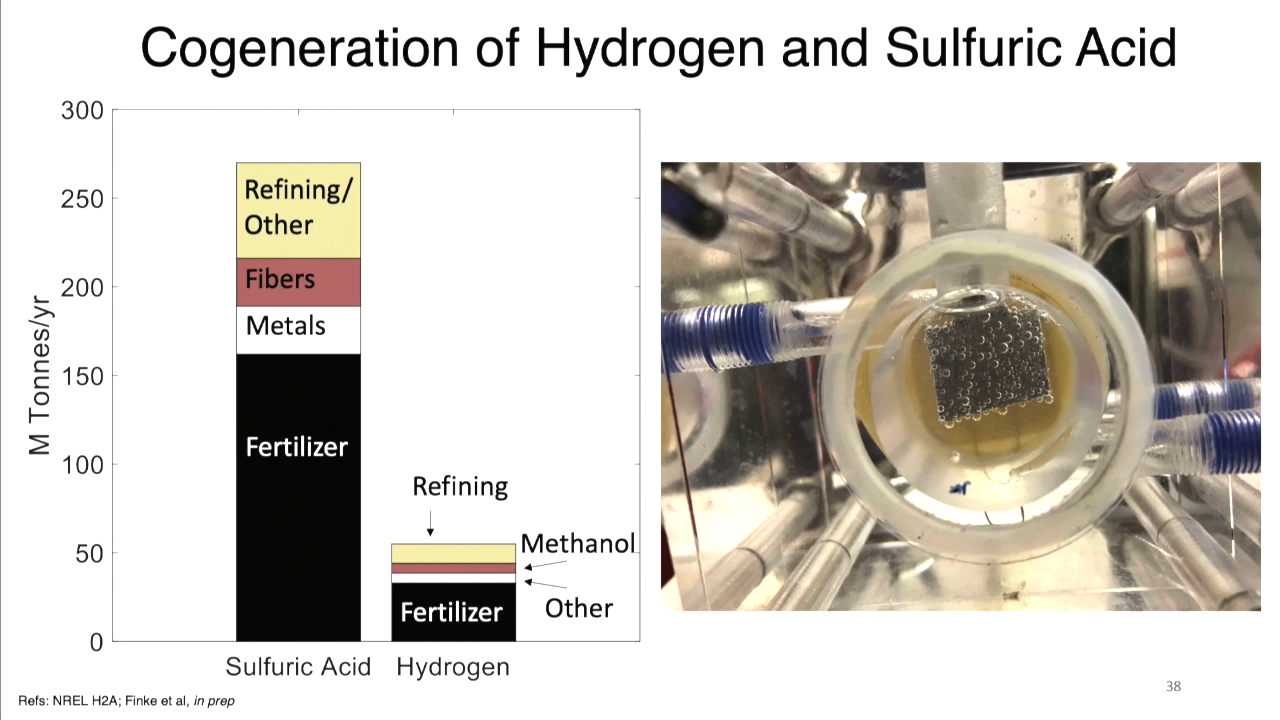 Cogeneration of Hydrogen and Sulfuric Acid
300
250
200
150
100
50
0
M Tonnes/yr
Refining/
Other
Fibers
Metals
Fertilizer
Refining
Methanol
Other
Fertilizer
Sulfuric Acid
Hydrogen
Refs: NREL H2A; Finke et al, in prep
38